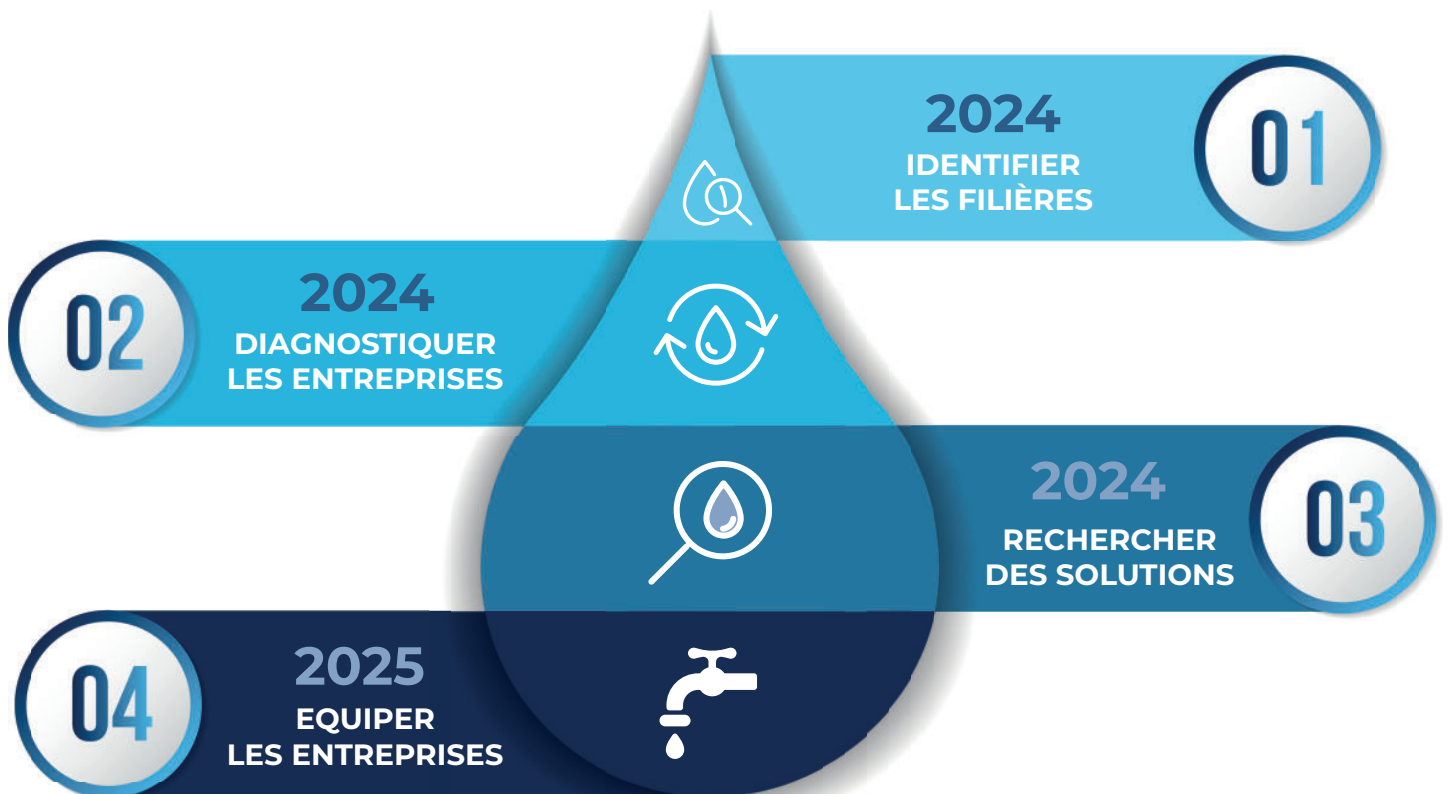 2024
IDENTIFIER
LES FILIÈRES
01
02
2024
DIAGNOSTIQUER
LES ENTREPRISES
2024
RECHERCHER
DES SOLUTIONS
03
04
2025
EQUIPER
LES ENTREPRISES